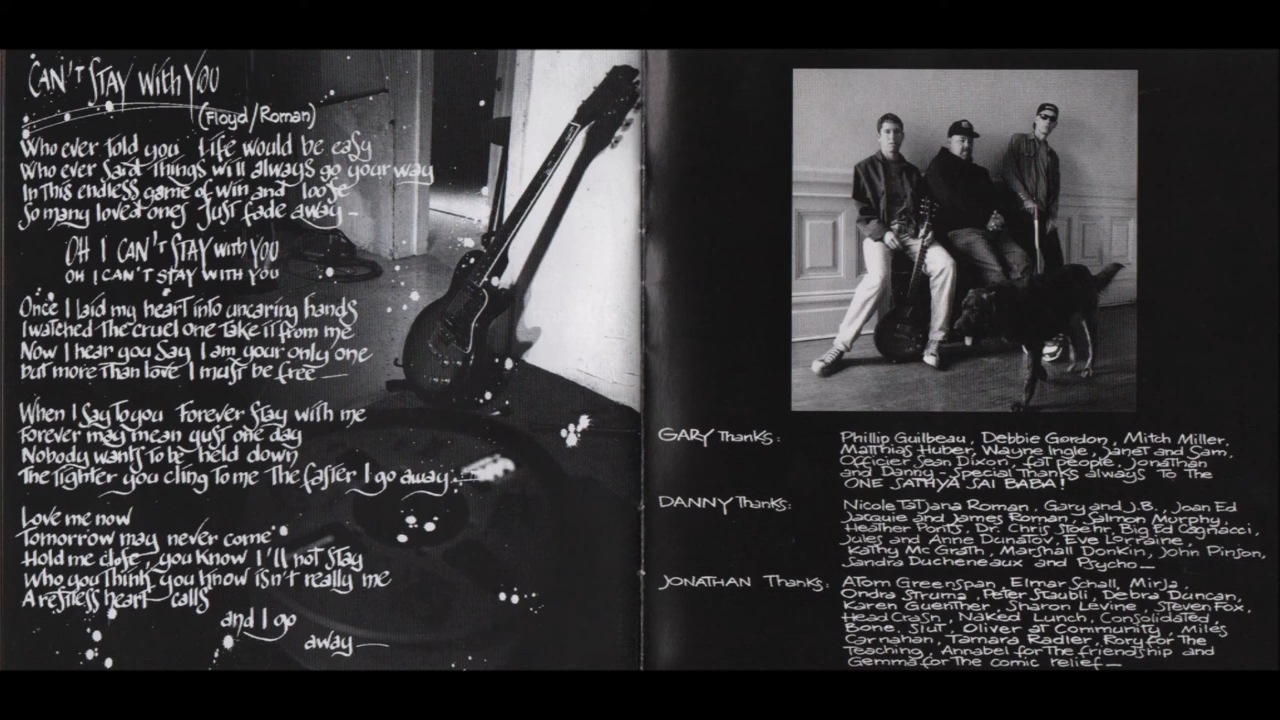 CAN'T STAY WITH YOU
(Floyd/Roman)
Who ever told you Life would be easy
Who ever Said Things will always go your way
In This endless game of win and loose
So many loved ones Just fade away-
OH I CAN'T STAY WITH YOU
OH I CAN'T STAY WITH YOU
Once I laid my heart into uncaring hands
I watched The cruel one Take it from me
Now I hear you Say I am your only one
but more Than love I must be free-
When I Say To you Forever Stay with me
Forever may mean just one day
Nobody wants To be held down
The Tighter you cling To me The faster I go away-
Love me now
Tomorrow may never come
Hold me close, you know I'll not Stay
Who you Think you know isn't really me
A restless heart calls
and I go
away-
GARY Thanks: Phillip Guilbeau, Debbie Gordon, Mitch Miller,
Matthias Huber, Wayne Ingle, Janet and Sam,
Officier Sean Dixon, fat people, Jonathan
and Danny - Special Thanks always To The
ONE SATHYA SAI BABA!
DANNY Thanks: Nicole Tatjana Roman, Gary and J.B., Joan Ed
Jacquie and James Roman, Salmon Murphy,
Heather Ponts, Dr. Chris Stoehr, Big Ed Cagnacci,
Jules and Anne Dunatov, Eve Lorraine,
Kathy McGrath, Marshall Donkin, John Pinson,
Sandra Ducheneaux and Psycho-
JONATHAN Thanks: ATom Greenspan, Elmar Schall, Mirja,
Ondra Struma, Peter Staubli, Debra Duncan,
Karen Guenther, Sharon Levine, Steven Fox,
Head Crash, Naked Lunch, Consolidated,
Bone, Slut, Oliver at Community, Miles
Carnahan, Tamara Radler, Rory for The
Teaching, Annabel for The friendship and
Gemma for The comic relief-